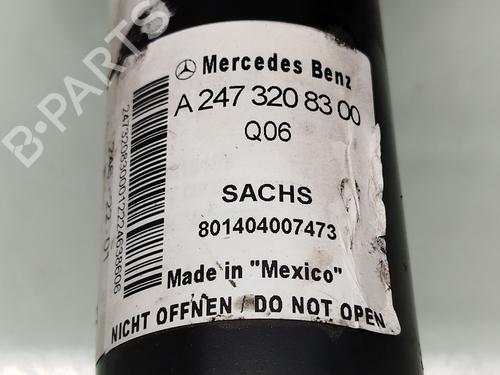 Mercedes Benz
A 247 320 83 00
Q06
SACHS
801404007473
Made in "Mexico"
NICHT OFFNEN / DO NOT OPEN
B-PARTS